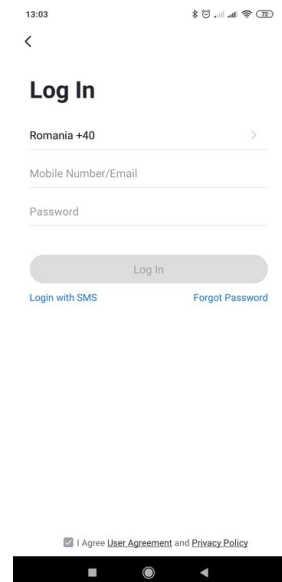 13:03
72
Log In
Romania +40
Mobile Number/Email
Password
Log In
Login with SMS Forgot Password
I Agree User Agreement and Privacy Policy